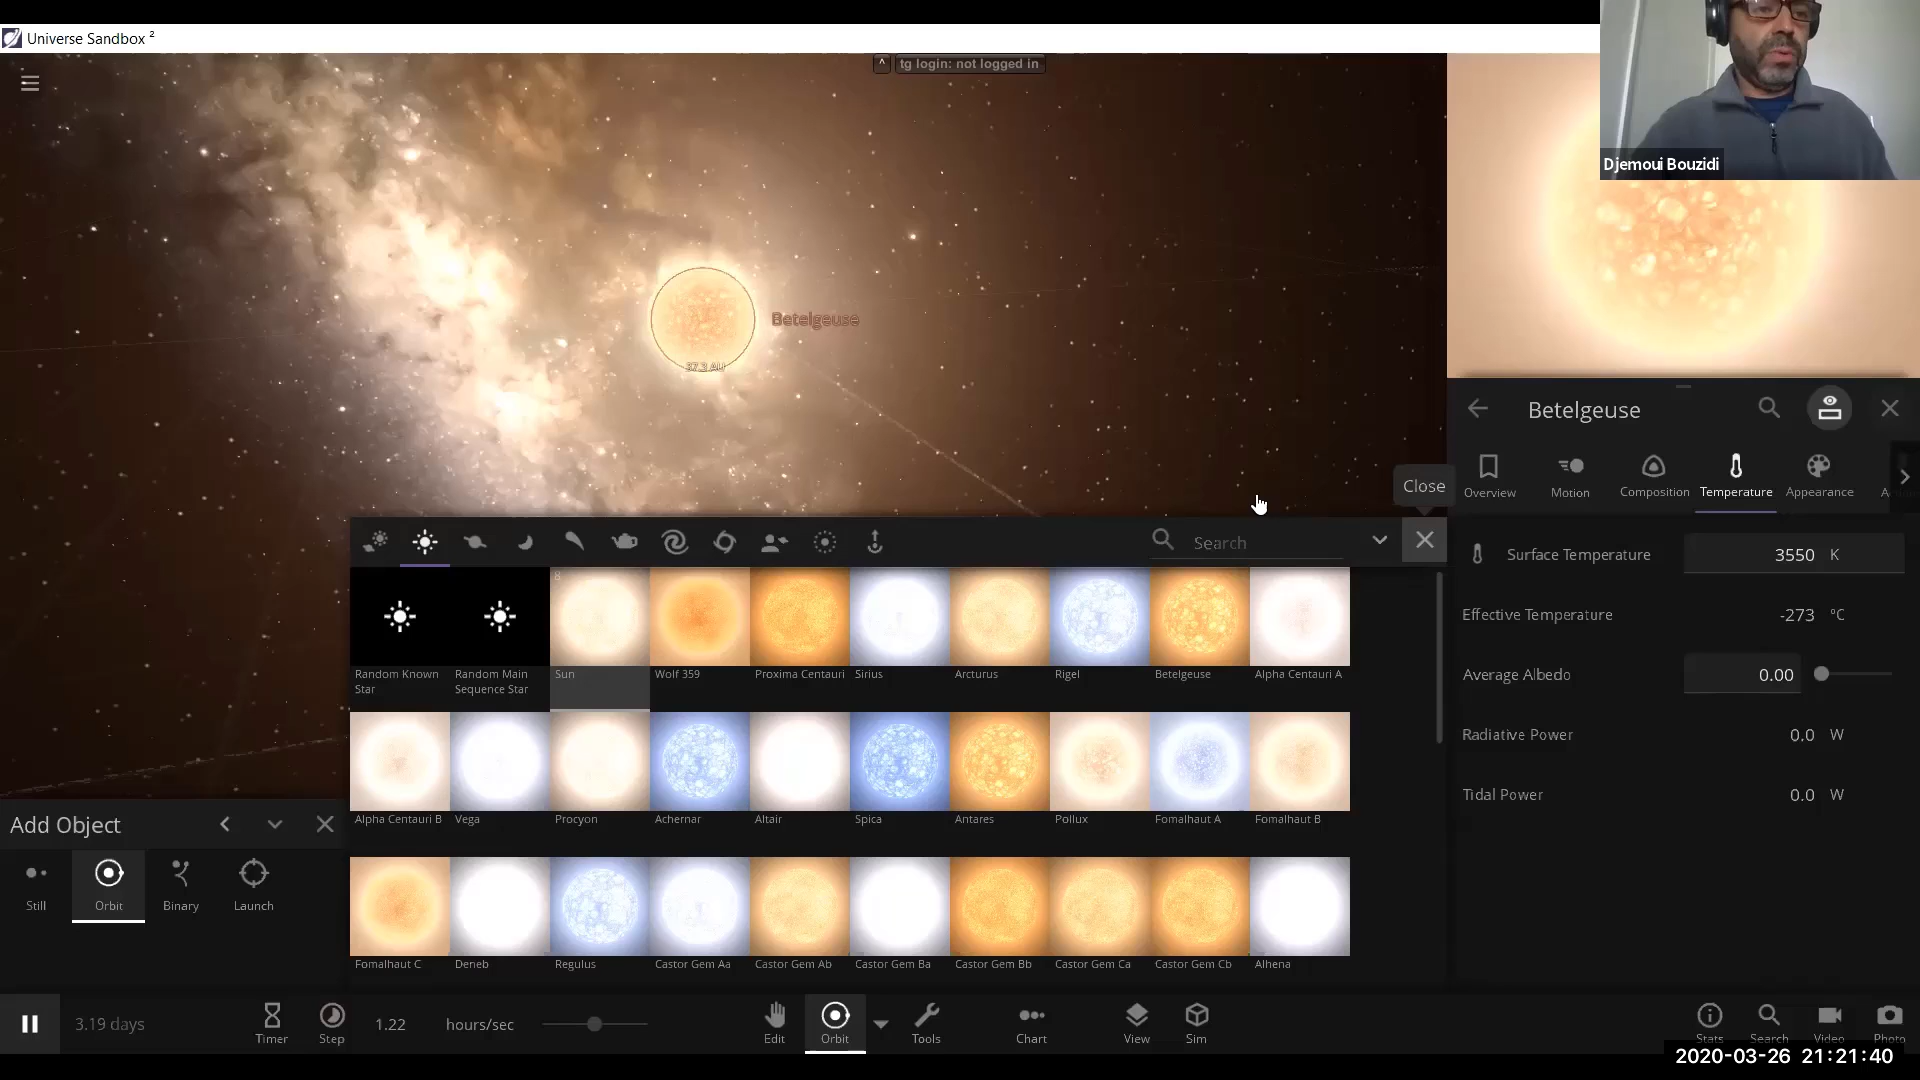 Universe Sandbox ²
^ tg login: not logged in
Djemoui Bouzidi
Betelgeuse
37.3 AU
Betelgeuse
Close
Overview
Motion
Composition
Temperature
Appearance
Search
Surface Temperature 3550 K
Effective Temperature -273 °C
Average Albedo 0.00
Radiative Power 0.0 W
Tidal Power 0.0 W
Random Known Star
Random Main Sequence Star
Sun
Wolf 359
Proxima Centauri
Sirius
Arcturus
Rigel
Betelgeuse
Alpha Centauri A
Alpha Centauri B
Vega
Procyon
Achernar
Altair
Spica
Antares
Pollux
Fomalhaut A
Fomalhaut B
Add Object
Still
Orbit
Binary
Launch
Fomalhaut C
Deneb
Regulus
Castor Gem Aa
Castor Gem Ab
Castor Gem Ba
Castor Gem Bb
Castor Gem Ca
Castor Gem Cb
Alhena
3.19 days
Timer
Step
1.22 hours/sec
Edit
Orbit
Tools
Chart
View
Sim
Stats
Search
Video
Photo
2020-03-26 21:21:40